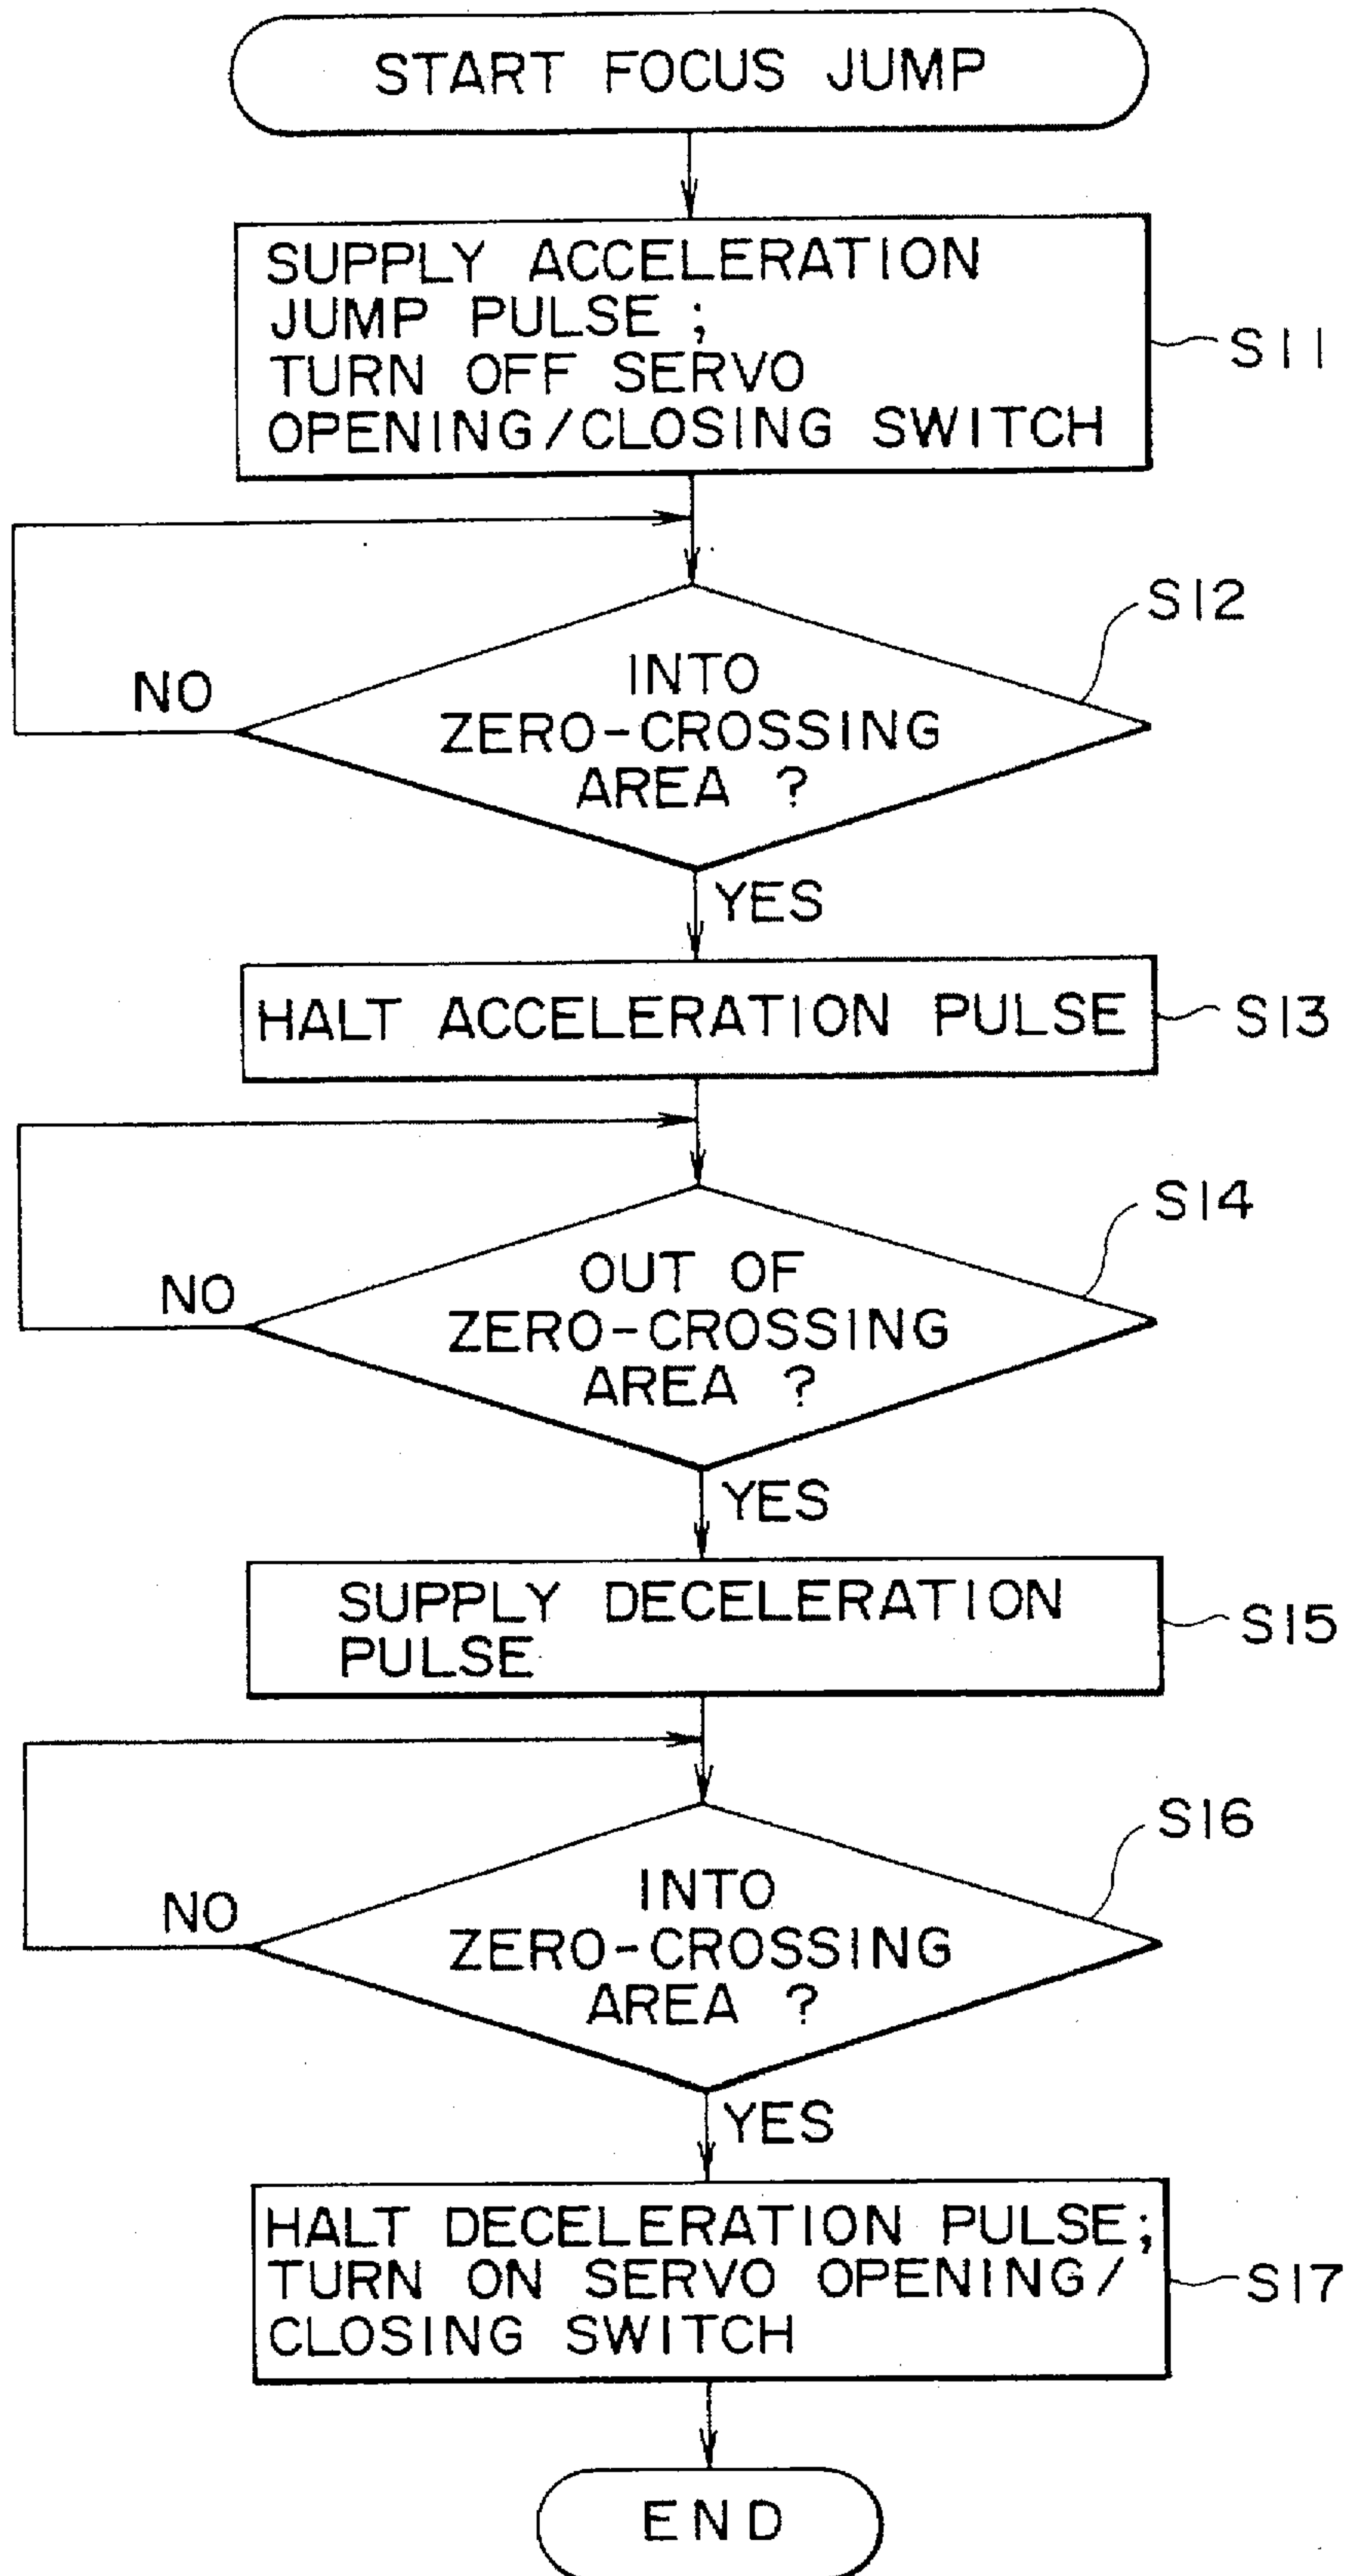 START FOCUS JUMP
SUPPLY ACCELERATION
JUMP PULSE ;
TURN OFF SERVO
OPENING/CLOSING SWITCH
S11
S12
INTO
ZERO-CROSSING
AREA ?
NO
YES
HALT ACCELERATION PULSE
S13
S14
OUT OF
ZERO-CROSSING
AREA ?
NO
YES
SUPPLY DECELERATION
PULSE
S15
S16
INTO
ZERO-CROSSING
AREA ?
NO
YES
HALT DECELERATION PULSE;
TURN ON SERVO OPENING/
CLOSING SWITCH
S17
END